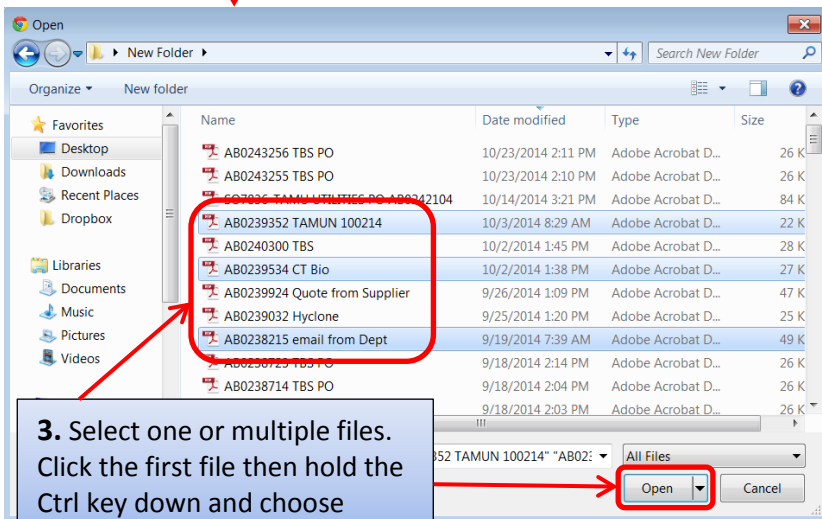 Open
New Folder
Search New Folder
Organize New folder
Favorites
Desktop
Downloads
Recent Places
Dropbox
Libraries
Documents
Music
Pictures
Videos
Name Date modified Type Size
AB0243256 TBS PO 10/23/2014 2:11 PM Adobe Acrobat D... 26 K
AB0243255 TBS PO 10/23/2014 2:10 PM Adobe Acrobat D... 26 K
SO7036-TAMU UTILITIES PO AB0242104 10/14/2014 3:21 PM Adobe Acrobat D... 84 K
AB0239352 TAMUN 100214 10/3/2014 8:29 AM Adobe Acrobat D... 22 K
AB0240300 TBS 10/2/2014 1:45 PM Adobe Acrobat D... 28 K
AB0239534 CT Bio 10/2/2014 1:38 PM Adobe Acrobat D... 27 K
AB0239924 Quote from Supplier 9/26/2014 1:09 PM Adobe Acrobat D... 47 K
AB0239032 Hyclone 9/25/2014 1:20 PM Adobe Acrobat D... 25 K
AB0238215 email from Dept 9/19/2014 7:39 AM Adobe Acrobat D... 49 K
TBS PO 9/18/2014 2:14 PM Adobe Acrobat D... 26 K
AB0238714 TBS PO 9/18/2014 2:04 PM Adobe Acrobat D... 26 K
9/18/2014 2:03 PM Adobe Acrobat D... 26 K
352 TAMUN 100214" "AB023 All Files
Open Cancel
3. Select one or multiple files.
Click the first file then hold the
Ctrl key down and choose